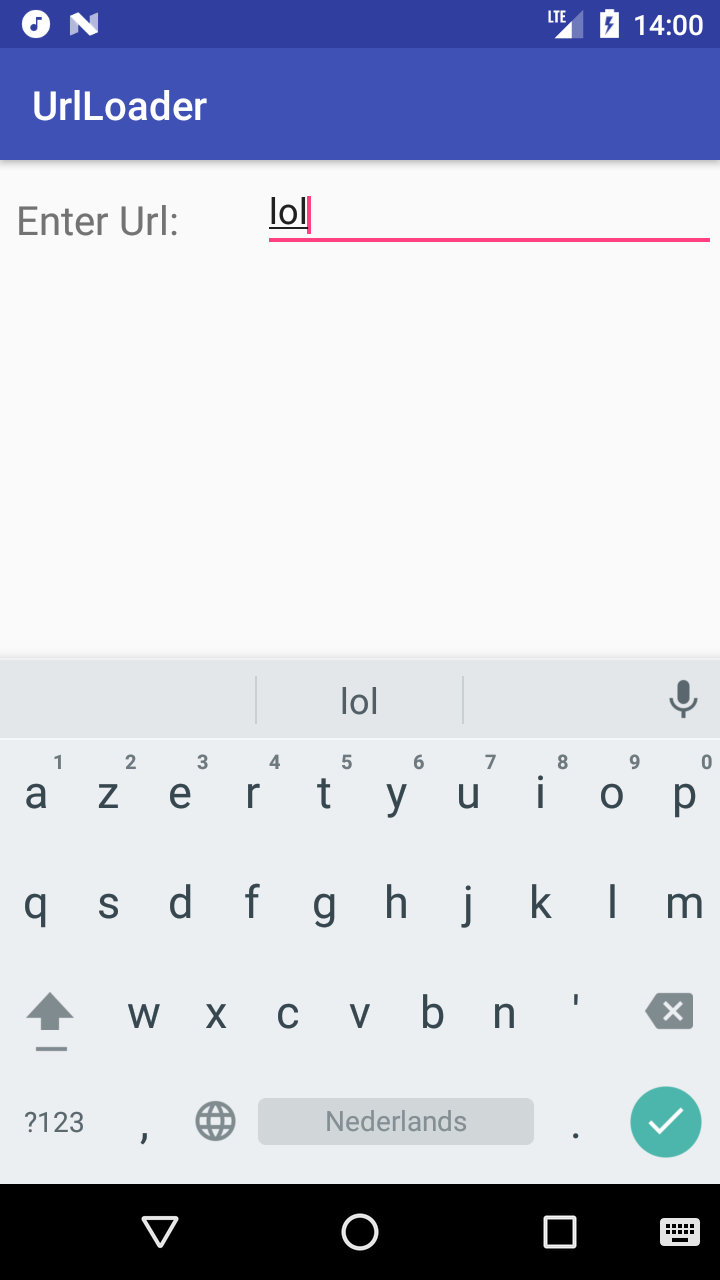 LTE 14:00
UrlLoader
Enter Url: lol
lol
1 2 3 4 5 6 7 8 9 0
a z e r t y u i o p
q s d f g h j k l m
w x c v b n '
?123 , Nederlands .